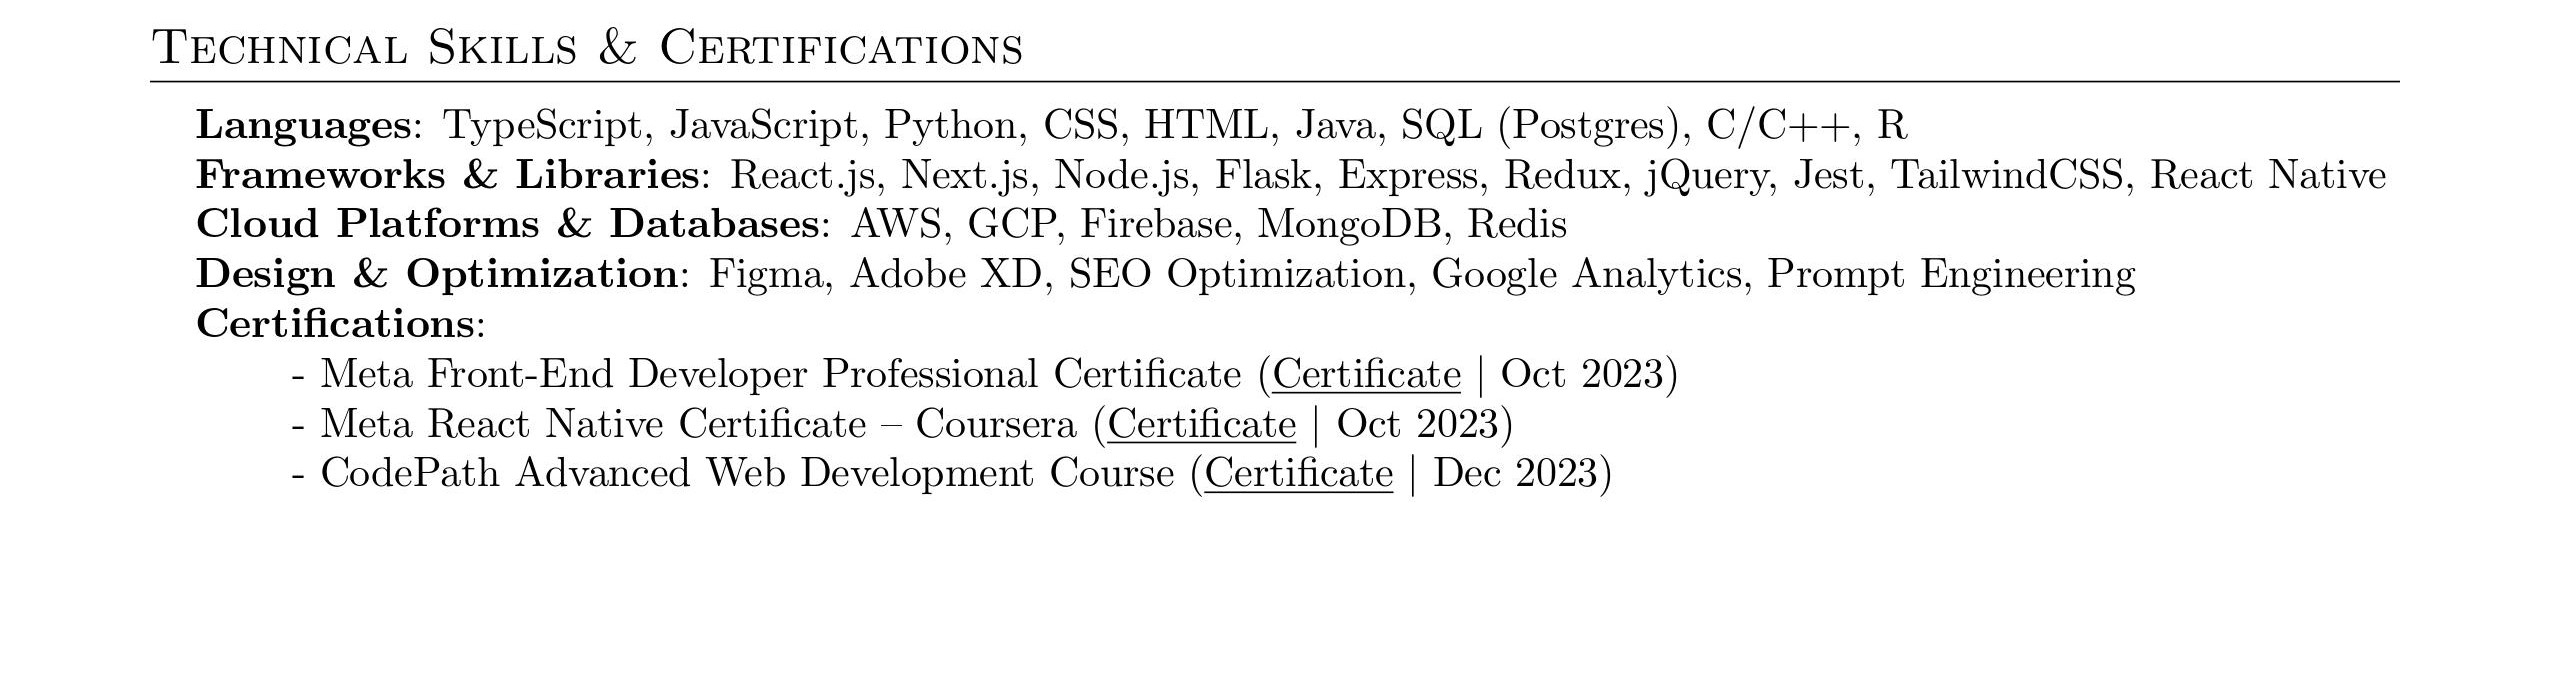 Technical Skills & Certifications
Languages: TypeScript, JavaScript, Python, CSS, HTML, Java, SQL (Postgres), C/C++, R
Frameworks & Libraries: React.js, Next.js, Node.js, Flask, Express, Redux, jQuery, Jest, TailwindCSS, React Native
Cloud Platforms & Databases: AWS, GCP, Firebase, MongoDB, Redis
Design & Optimization: Figma, Adobe XD, SEO Optimization, Google Analytics, Prompt Engineering
Certifications:
- Meta Front-End Developer Professional Certificate (Certificate | Oct 2023)
- Meta React Native Certificate – Coursera (Certificate | Oct 2023)
- CodePath Advanced Web Development Course (Certificate | Dec 2023)